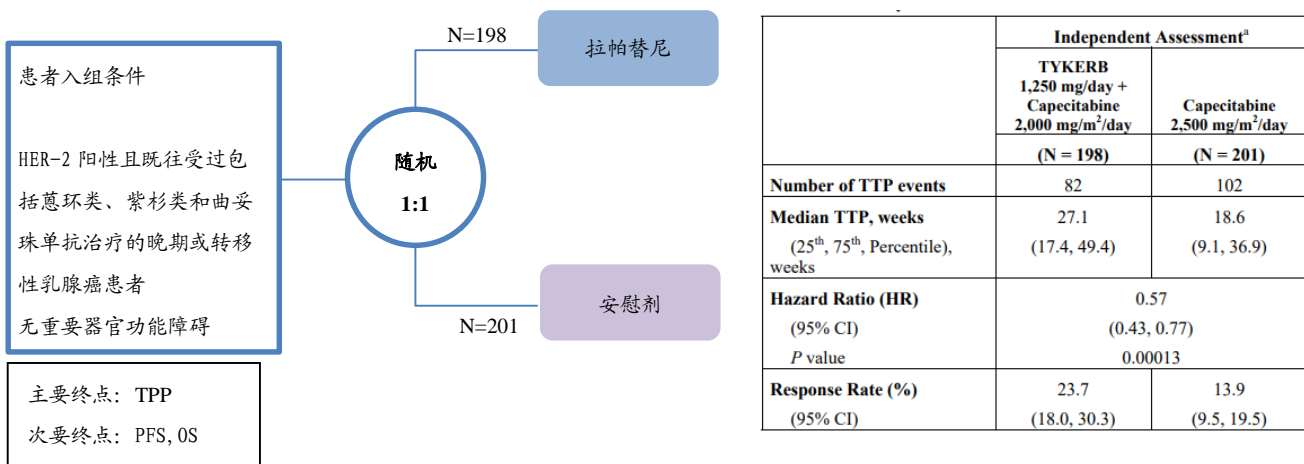 患者入组条件
HER-2 阳性且既往受过包
括蒽环类、紫杉类和曲妥
珠单抗治疗的晚期或转移
性乳腺癌患者
无重要器官功能障碍
主要终点: TPP
次要终点: PFS, OS
随机
1:1
N=198
拉帕替尼
N=201
安慰剂
Independent Assessmentᵃ
TYKERB
1,250 mg/day +
Capecitabine
2,000 mg/m²/day
Capecitabine
2,500 mg/m²/day
(N = 198) (N = 201)
Number of TTP events 82 102
Median TTP, weeks 27.1 18.6
(25th, 75th, Percentile), (17.4, 49.4) (9.1, 36.9)
weeks
Hazard Ratio (HR) 0.57
(95% CI) (0.43, 0.77)
P value 0.00013
Response Rate (%) 23.7 13.9
(95% CI) (18.0, 30.3) (9.5, 19.5)